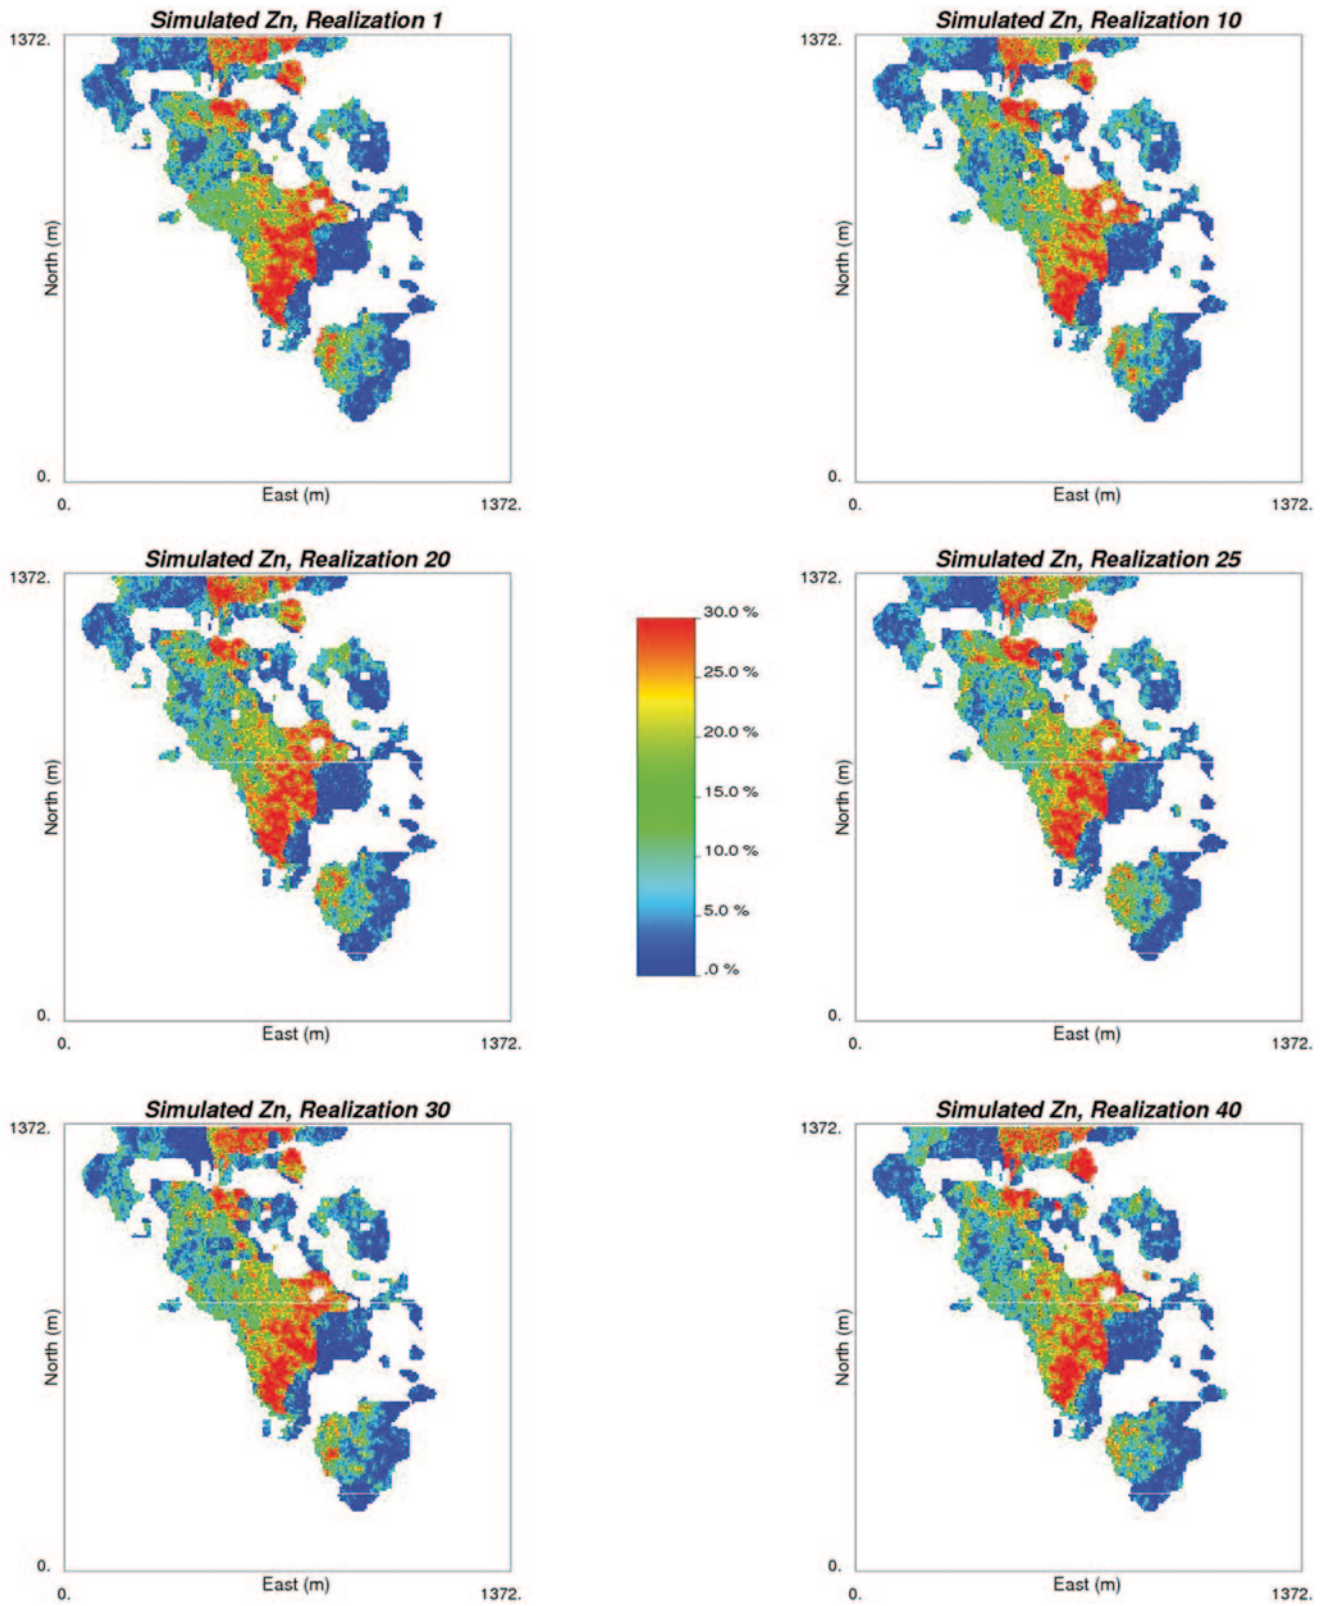 Simulated Zn, Realization 1
1372.
North (m)
0.
0.
East (m)
1372.
Simulated Zn, Realization 10
1372.
North (m)
0.
0.
East (m)
1372.
Simulated Zn, Realization 20
1372.
North (m)
0.
0.
East (m)
1372.
30.0 %
25.0 %
20.0 %
15.0 %
10.0 %
5.0 %
.0 %
Simulated Zn, Realization 25
1372.
North (m)
0.
0.
East (m)
1372.
Simulated Zn, Realization 30
1372.
North (m)
0.
0.
East (m)
1372.
Simulated Zn, Realization 40
1372.
North (m)
0.
0.
East (m)
1372.